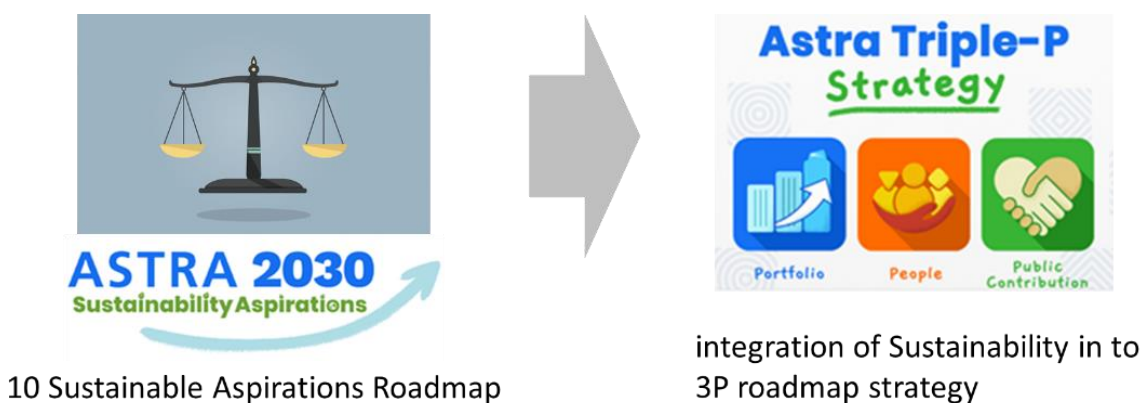 ASTRA 2030
Sustainability Aspirations
10 Sustainable Aspirations Roadmap
Astra Triple-P
Strategy
Portfolio
People
Public
Contribution
integration of Sustainability in to
3P roadmap strategy